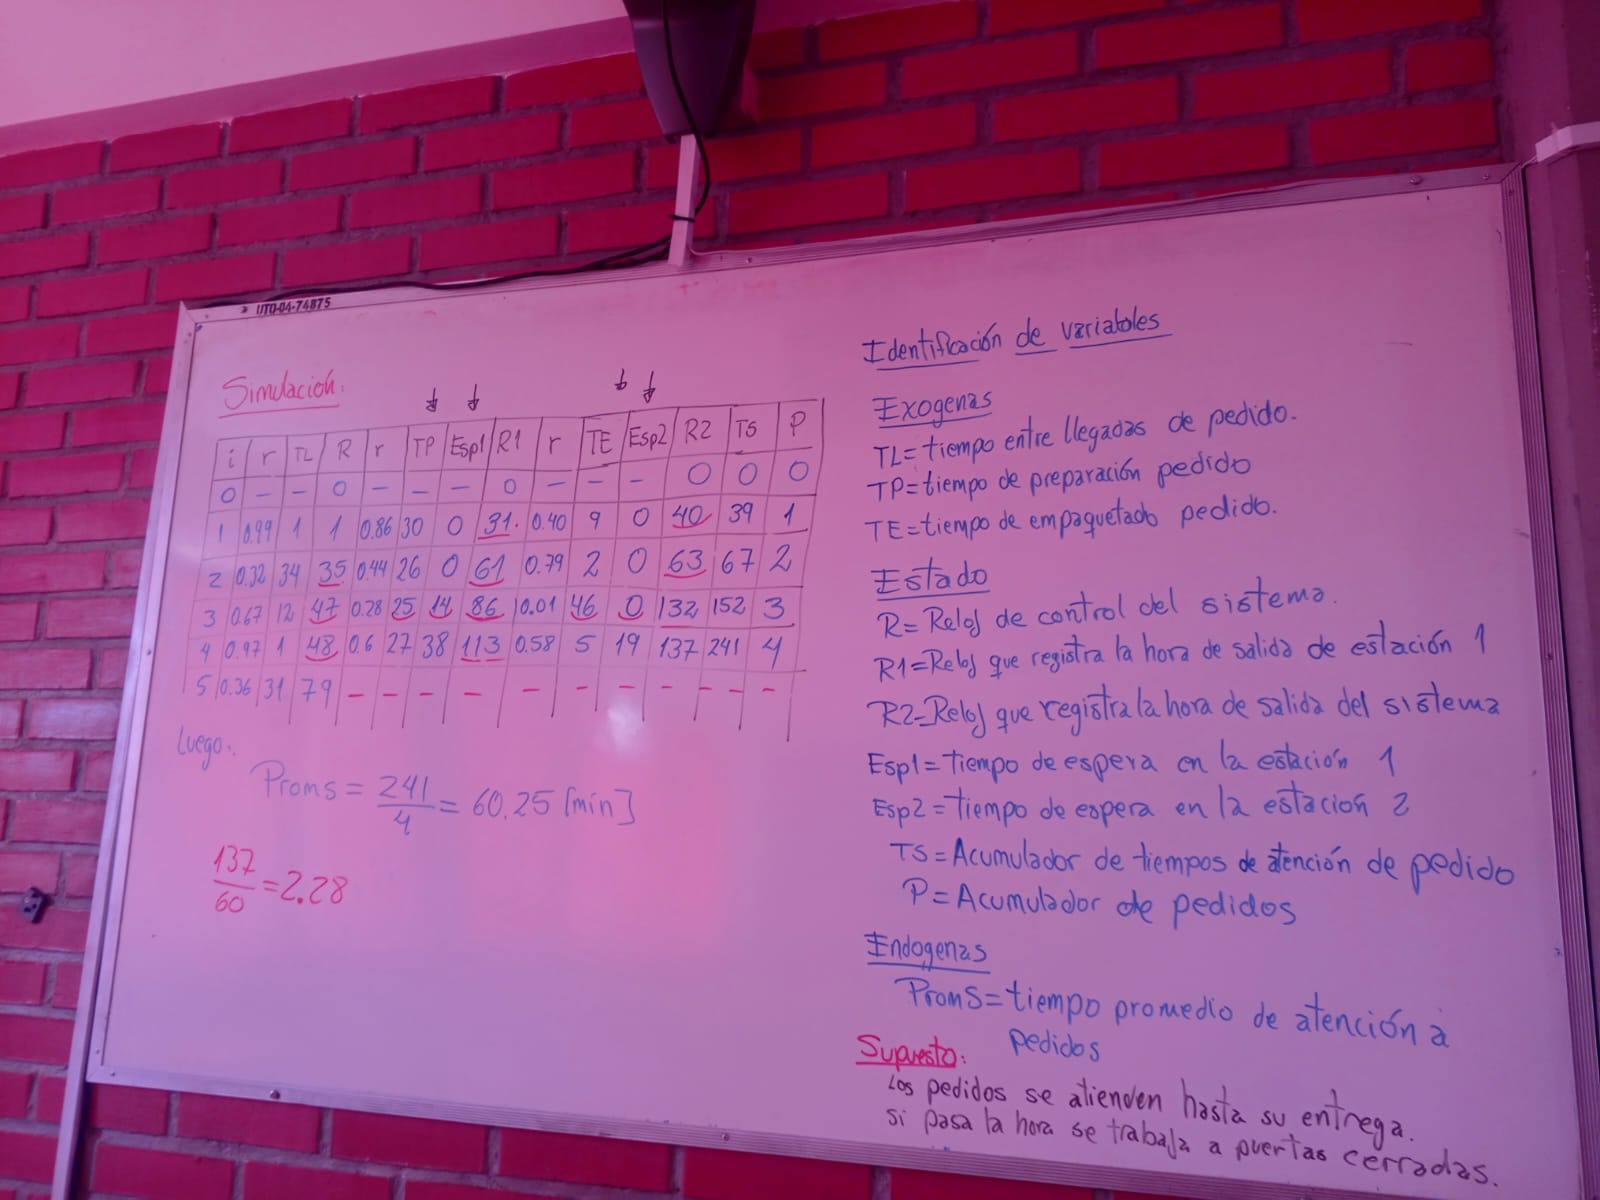 UTO-04-74875
Simulación:
i r TL R r TP Esp1 R1 r TE Esp2 R2 TS P
0 – – 0 – – – 0 – – – 0 0 0
1 0.99 1 1 0.86 30 0 31. 0.40 9 0 40 39 1
2 0.32 34 35 0.44 26 0 61 0.79 2 0 63 67 2
3 0.67 12 47 0.28 25 14 86 0.01 46 0 132 152 3
4 0.97 1 48 0.6 27 38 113 0.58 5 19 137 241 4
5 0.36 31 79 – – – – – – – – – –
Luego:.
Proms = 241/4 = 60.25 [min]
137/60 = 2.28
Identificación de variables
Exogenas
TL= tiempo entre llegadas de pedido.
TP= tiempo de preparación pedido
TE= tiempo de empaquetado pedido.
Estado
R= Reloj de control del sistema.
R1= Reloj que registra la hora de salida de estación 1
R2= Reloj que registra la hora de salida del sistema
Esp1= tiempo de espera en la estación 1
Esp2= tiempo de espera en la estacion 2
TS= Acumulador de tiempos de atención de pedido
P= Acumulador de pedidos
Endogenas
PromS= tiempo promedio de atención a
pedidos
Supuesto:
Los pedidos se atienden hasta su entrega.
si pasa la hora se trabaja a puertas cerradas.